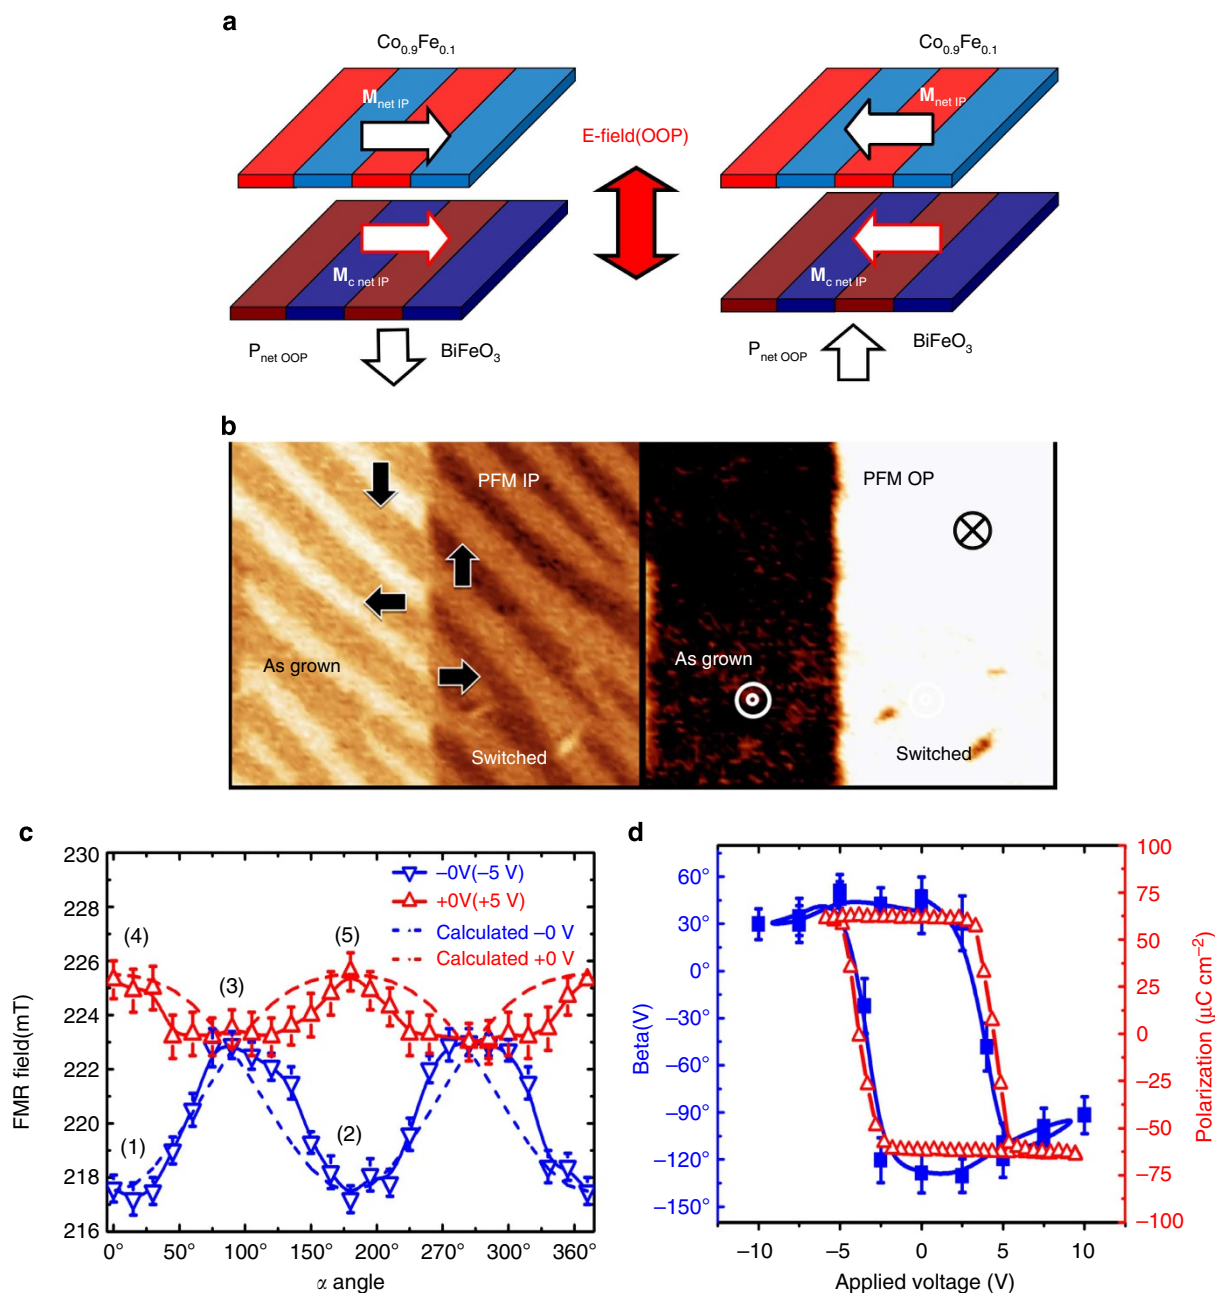 a
Co0.9Fe0.1
Co0.9Fe0.1
Mnet IP
Mnet IP
E-field(OOP)
Mc net IP
Mc net IP
Pnet OOP
BiFeO3
Pnet OOP
BiFeO3
b
PFM IP
PFM OP
As grown
As grown
Switched
Switched
c
FMR field(mT)
230
228
226
224
222
220
218
216
–0V(–5 V)
+0V(+5 V)
Calculated –0 V
Calculated +0 V
(4)
(5)
(3)
(1)
(2)
0° 50° 100° 180° 200° 270° 300° 360°
α angle
d
Beta(V)
60°
30°
0°
–30°
–60°
–90°
–120°
–150°
100
75
50
25
0
–25
–50
–75
–100
Polarization (μC cm–2)
–10 –5 0 5 10
Applied voltage (V)